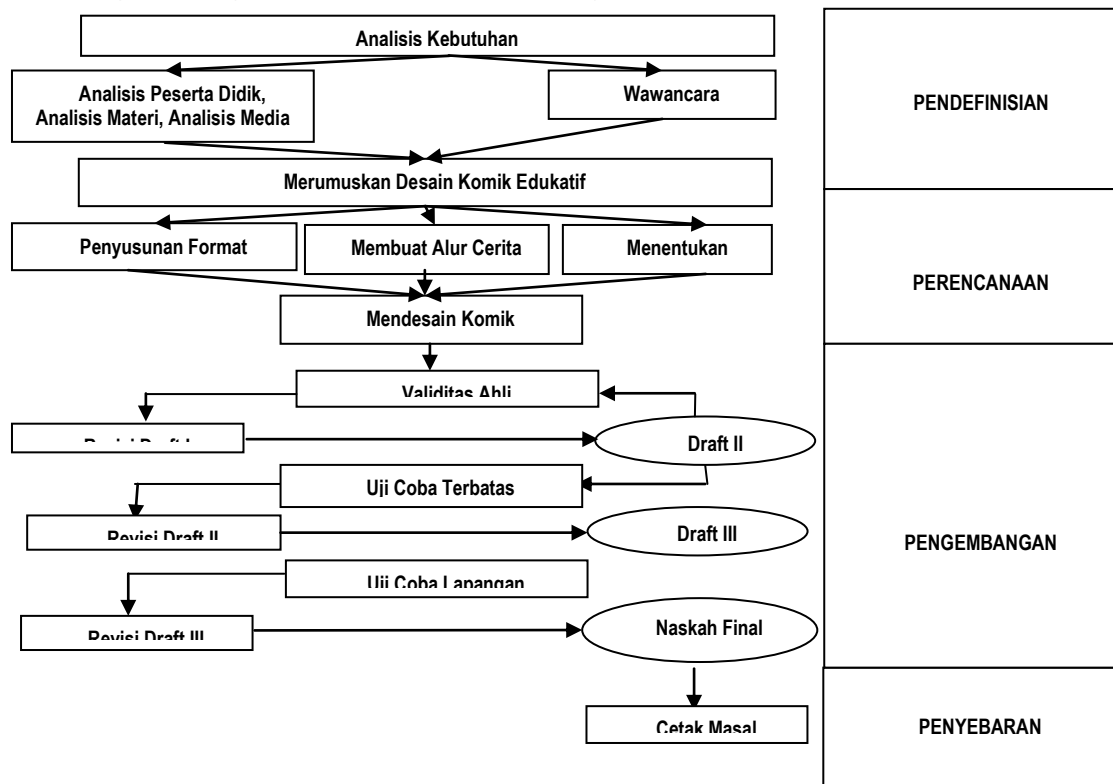 Analisis Kebutuhan
Analisis Peserta Didik,
Analisis Materi, Analisis Media
Wawancara
PENDEFINISIAN
Merumuskan Desain Komik Edukatif
Penyusunan Format
Membuat Alur Cerita
Menentukan
PERENCANAAN
Mendesain Komik
Validitas Ahli
Revisi Draft I
Draft II
Uji Coba Terbatas
Revisi Draft II
Draft III
PENGEMBANGAN
Uji Coba Lapangan
Revisi Draft III
Naskah Final
Cetak Masal
PENYEBARAN